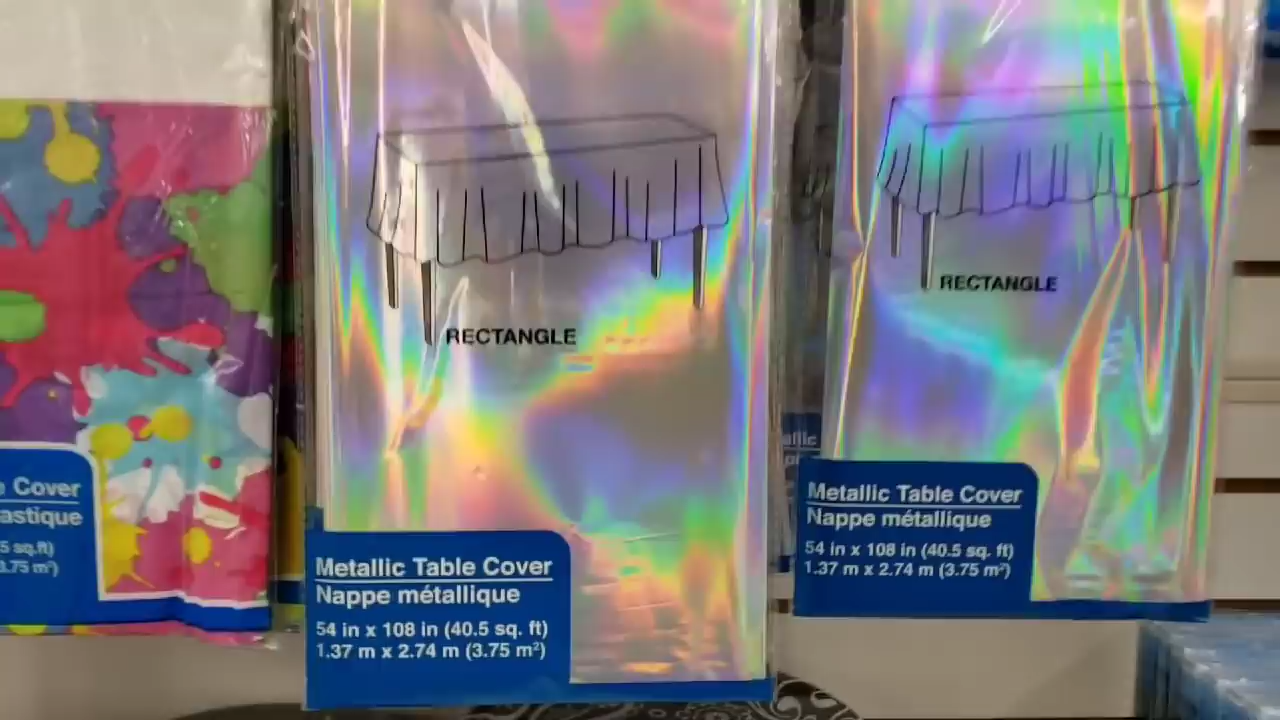 Cover
astique
5 sq.ft)
3.75 m²)
RECTANGLE
Metallic Table Cover
Nappe métallique
54 in x 108 in (40.5 sq. ft)
1.37 m x 2.74 m (3.75 m²)
allic
RECTANGLE
Metallic Table Cover
Nappe métallique
54 in x 108 in (40.5 sq. ft)
1.37 m x 2.74 m (3.75 m²)